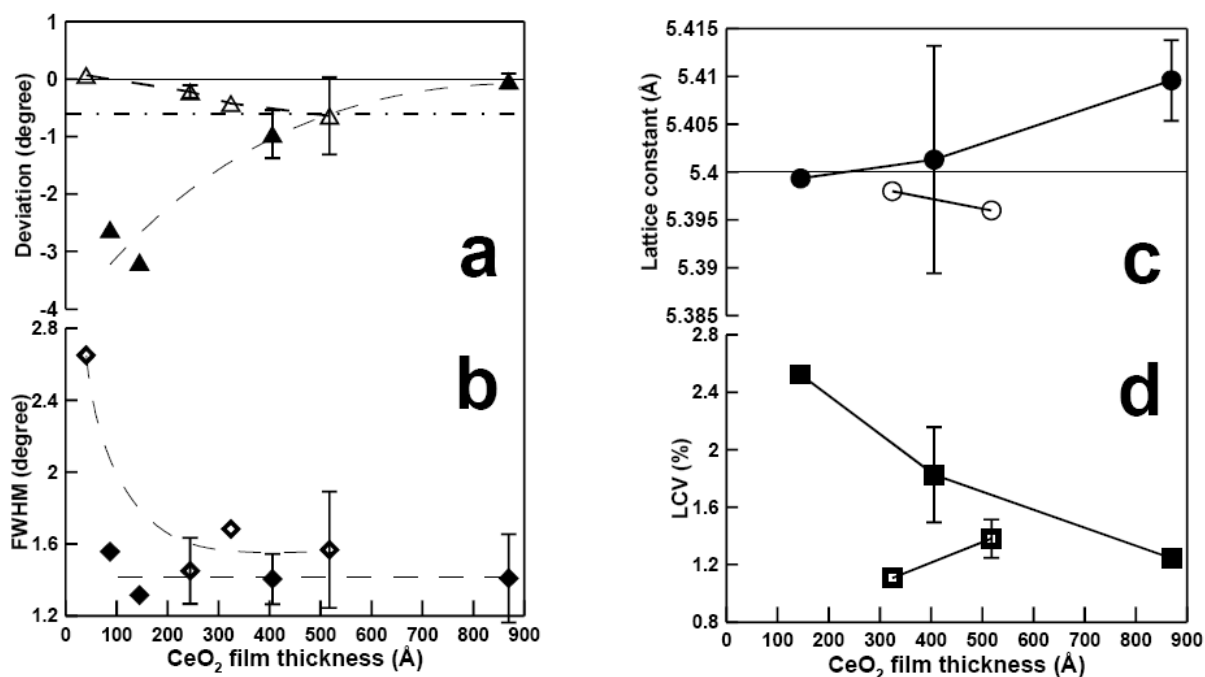 1
0
-1
-2
-3
-4
Deviation (degree)
a
2.8
2.4
2
1.6
1.2
FWHM (degree)
b
0 100 200 300 400 500 600 700 800 900
CeO2 film thickness (Å)
5.415
5.41
5.405
5.4
5.395
5.39
5.385
Lattice constant (Å)
c
2.8
2.4
2
1.6
1.2
0.8
LCV (%)
d
0 100 200 300 400 500 600 700 800 900
CeO2 film thickness (Å)